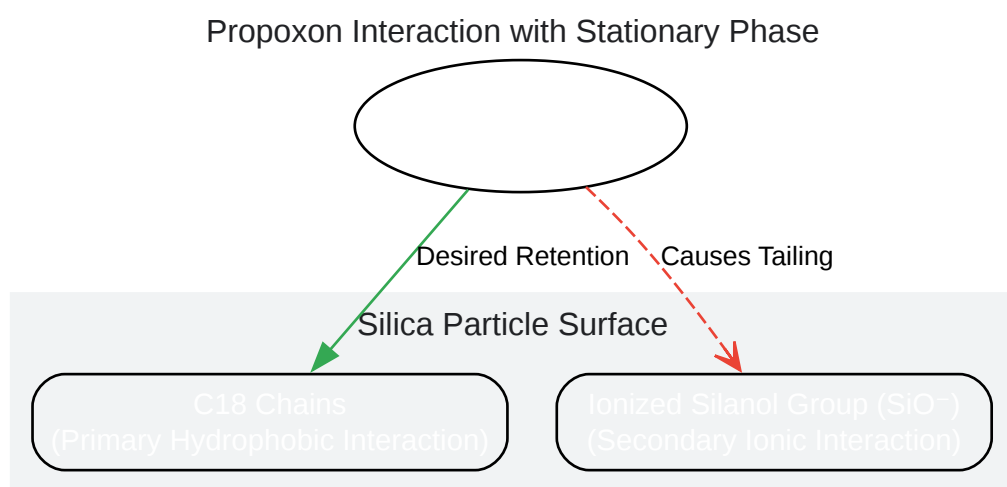 Propoxon Interaction with Stationary Phase
Desired Retention
Causes Tailing
Silica Particle Surface
C18 Chains
(Primary Hydrophobic Interaction)
Ionized Silanol Group (SiO⁻)
(Secondary Ionic Interaction)